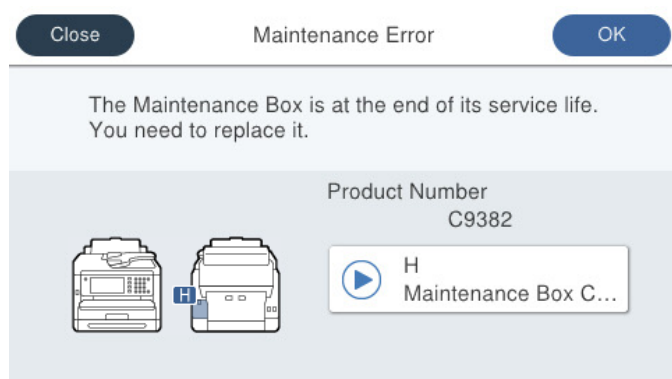 Close
Maintenance Error
OK
The Maintenance Box is at the end of its service life.
You need to replace it.
Product Number
C9382
H
H
Maintenance Box C...